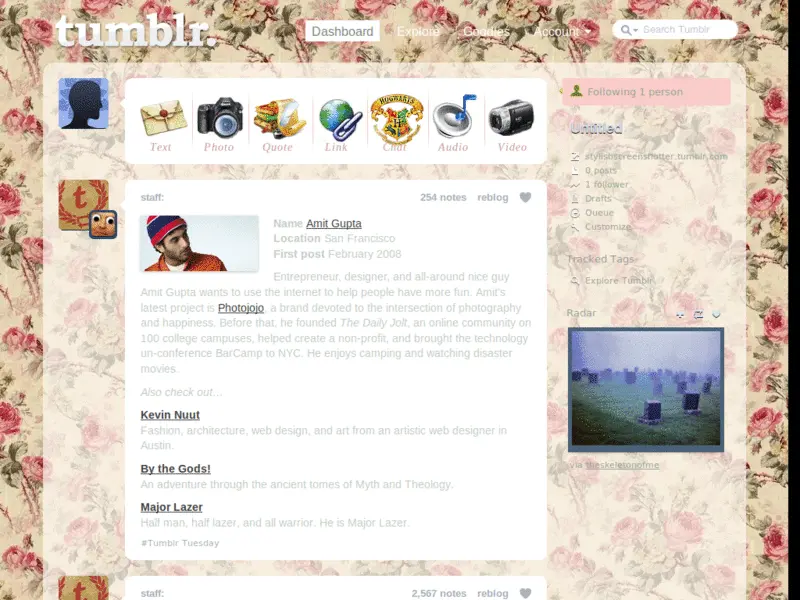 tumblr.
Dashboard Explore Goodies Account Search Tumblr
Following 1 person
HOGWARTS
Text Photo Quote Link Chat Audio Video
Untitled
stylishscreenshotter.tumblr.com
0 posts
1 follower
Drafts
Queue
Customize
staff: 254 notes reblog
t
Name Amit Gupta
Location San Francisco
First post February 2008
Entrepreneur, designer, and all-around nice guy
Amit Gupta wants to use the internet to help people have more fun. Amit's
latest project is Photojojo, a brand devoted to the intersection of photography
and happiness. Before that, he founded The Daily Jolt, an online community on
100 college campuses, helped create a non-profit, and brought the technology
un-conference BarCamp to NYC. He enjoys camping and watching disaster
movies.
Also check out…
Kevin Nuut
Fashion, architecture, web design, and art from an artistic web designer in
Austin.
By the Gods!
An adventure through the ancient tomes of Myth and Theology.
Major Lazer
Half man, half lazer, and all warrior. He is Major Lazer.
#Tumblr Tuesday
Tracked Tags
Explore Tumblr
Radar
via theskeletonofme
t
staff: 2,567 notes reblog